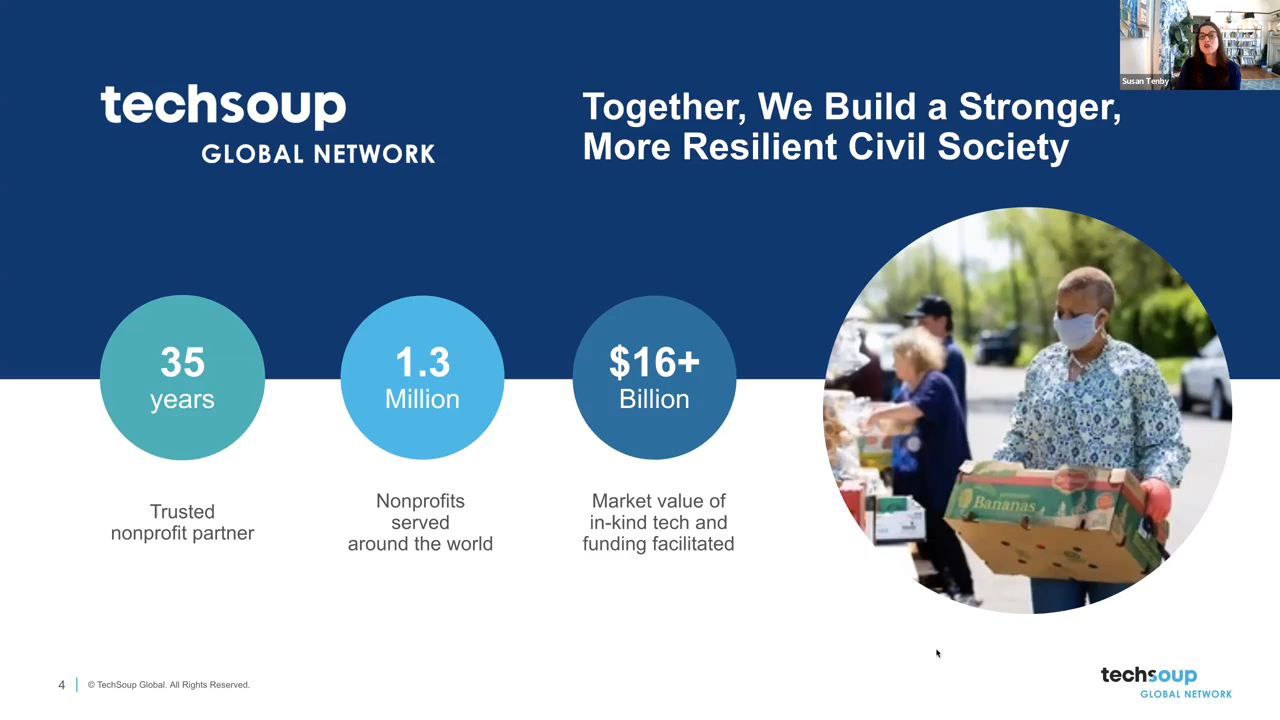 techsoup
GLOBAL NETWORK
Together, We Build a Stronger,
More Resilient Civil Society
Susan Tenby
35
years
Trusted
nonprofit partner
1.3
Million
Nonprofits
served
around the world
$16+
Billion
Market value of
in-kind tech and
funding facilitated
Bananas
4
© TechSoup Global. All Rights Reserved.
techsoup
GLOBAL NETWORK